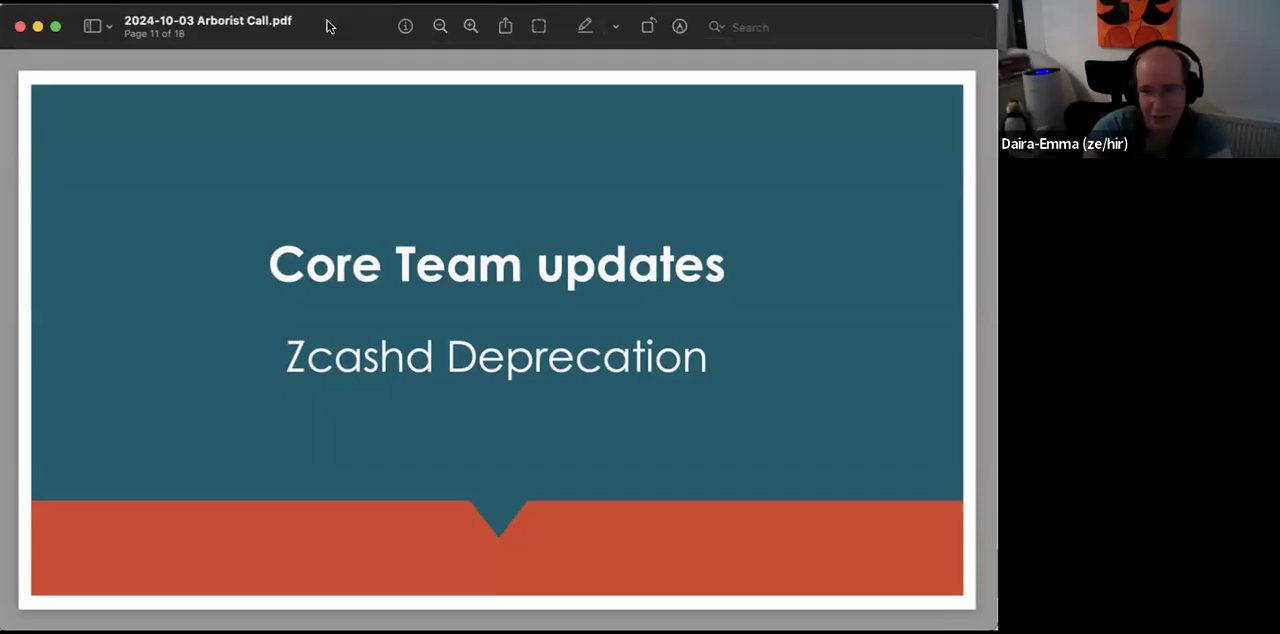 2024-10-03 Arborist Call.pdf
Page 11 of 18
Search
Core Team updates
Zcashd Deprecation
Daira-Emma (ze/hir)